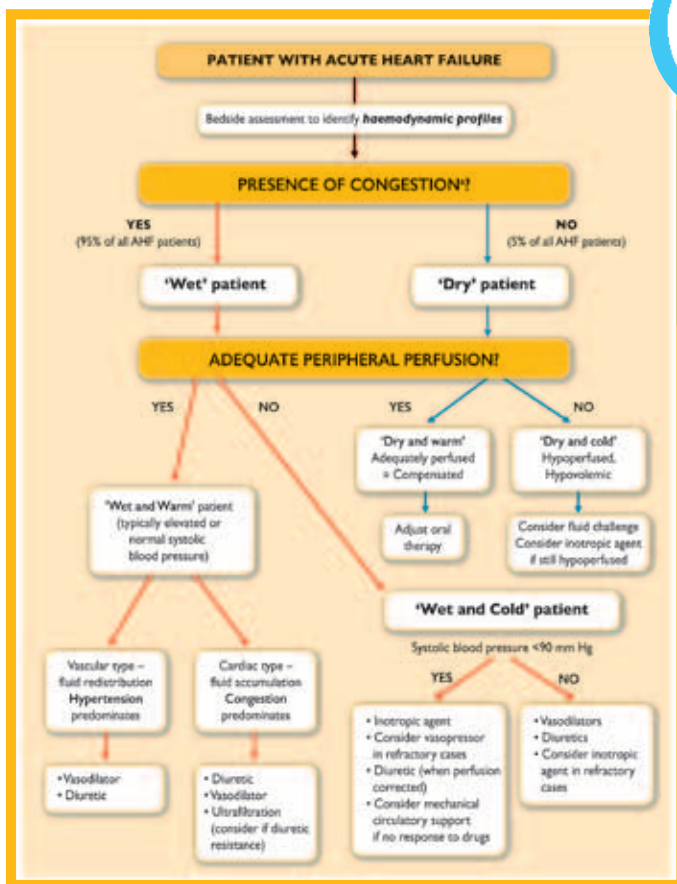 PATIENT WITH ACUTE HEART FAILURE
Bedside assessment to identify haemodynamic profiles
PRESENCE OF CONGESTIONª?
YES
(95% of all AHF patients)
NO
(5% of all AHF patients)
‘Wet’ patient
‘Dry’ patient
ADEQUATE PERIPHERAL PERFUSION?
YES
NO
YES
NO
‘Dry and warm’
Adequately perfused
= Compensated
‘Dry and cold’
Hypoperfused,
Hypovolemic
‘Wet and Warm’ patient
(typically elevated or
normal systolic
blood pressure)
Adjust oral
therapy
Consider fluid challenge
Consider inotropic agent
if still hypoperfused
‘Wet and Cold’ patient
Systolic blood pressure <90 mm Hg
YES
NO
Vascular type –
fluid redistribution
Hypertension
predominates
Cardiac type –
fluid accumulation
Congestion
predominates
• Inotropic agent
• Consider vasopressor
in refractory cases
• Diuretic (when perfusion
corrected)
• Consider mechanical
circulatory support
if no response to drugs
• Vasodilators
• Diuretics
• Consider inotropic
agent in refractory
cases
• Vasodilator
• Diuretic
• Diuretic
• Vasodilator
• Ultrafiltration
(consider if diuretic
resistance)